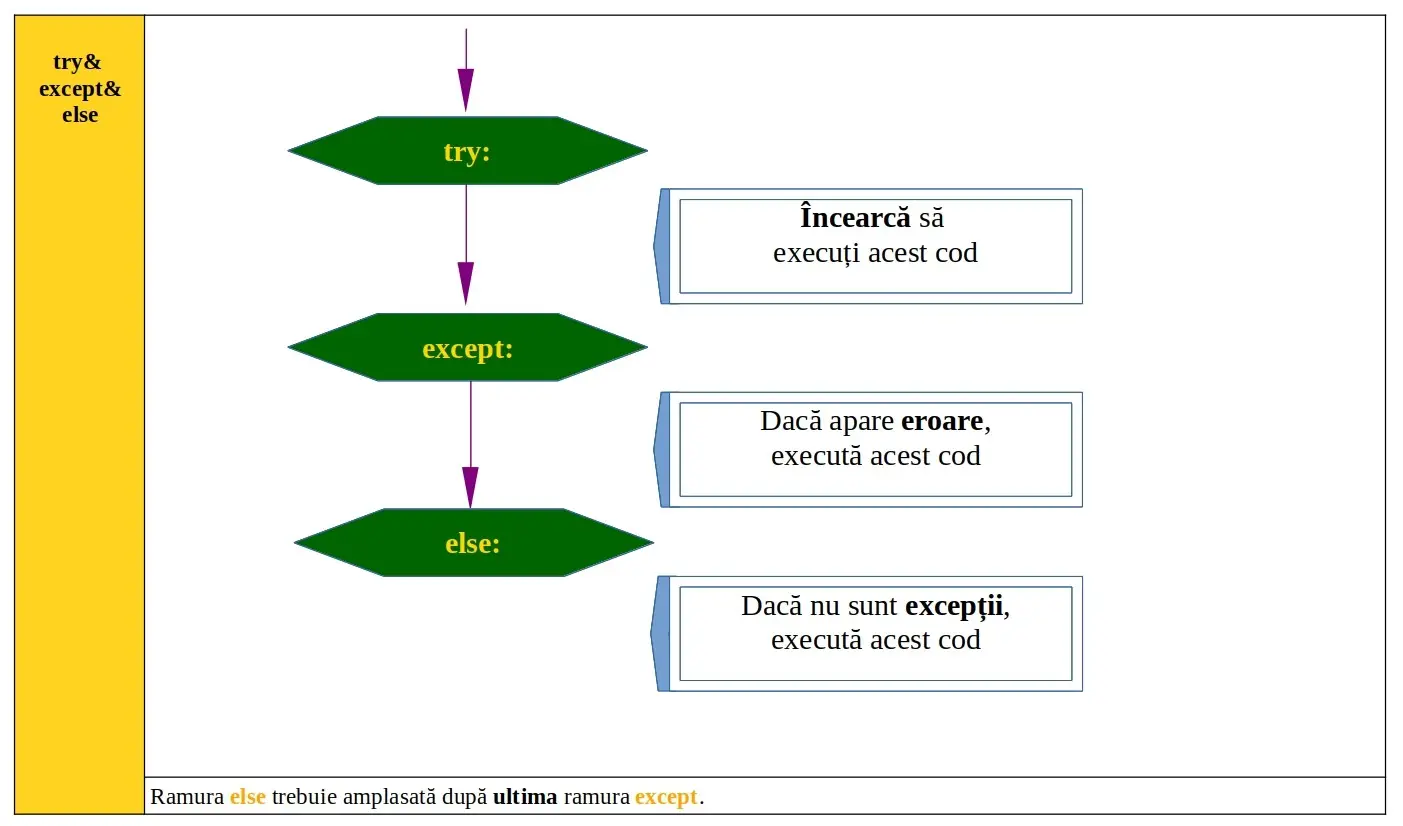 try&
except&
else
try:
Încearcă să
execuți acest cod
except:
Dacă apare eroare,
execută acest cod
else:
Dacă nu sunt excepții,
execută acest cod
Ramura else trebuie amplasată după ultima ramura except.